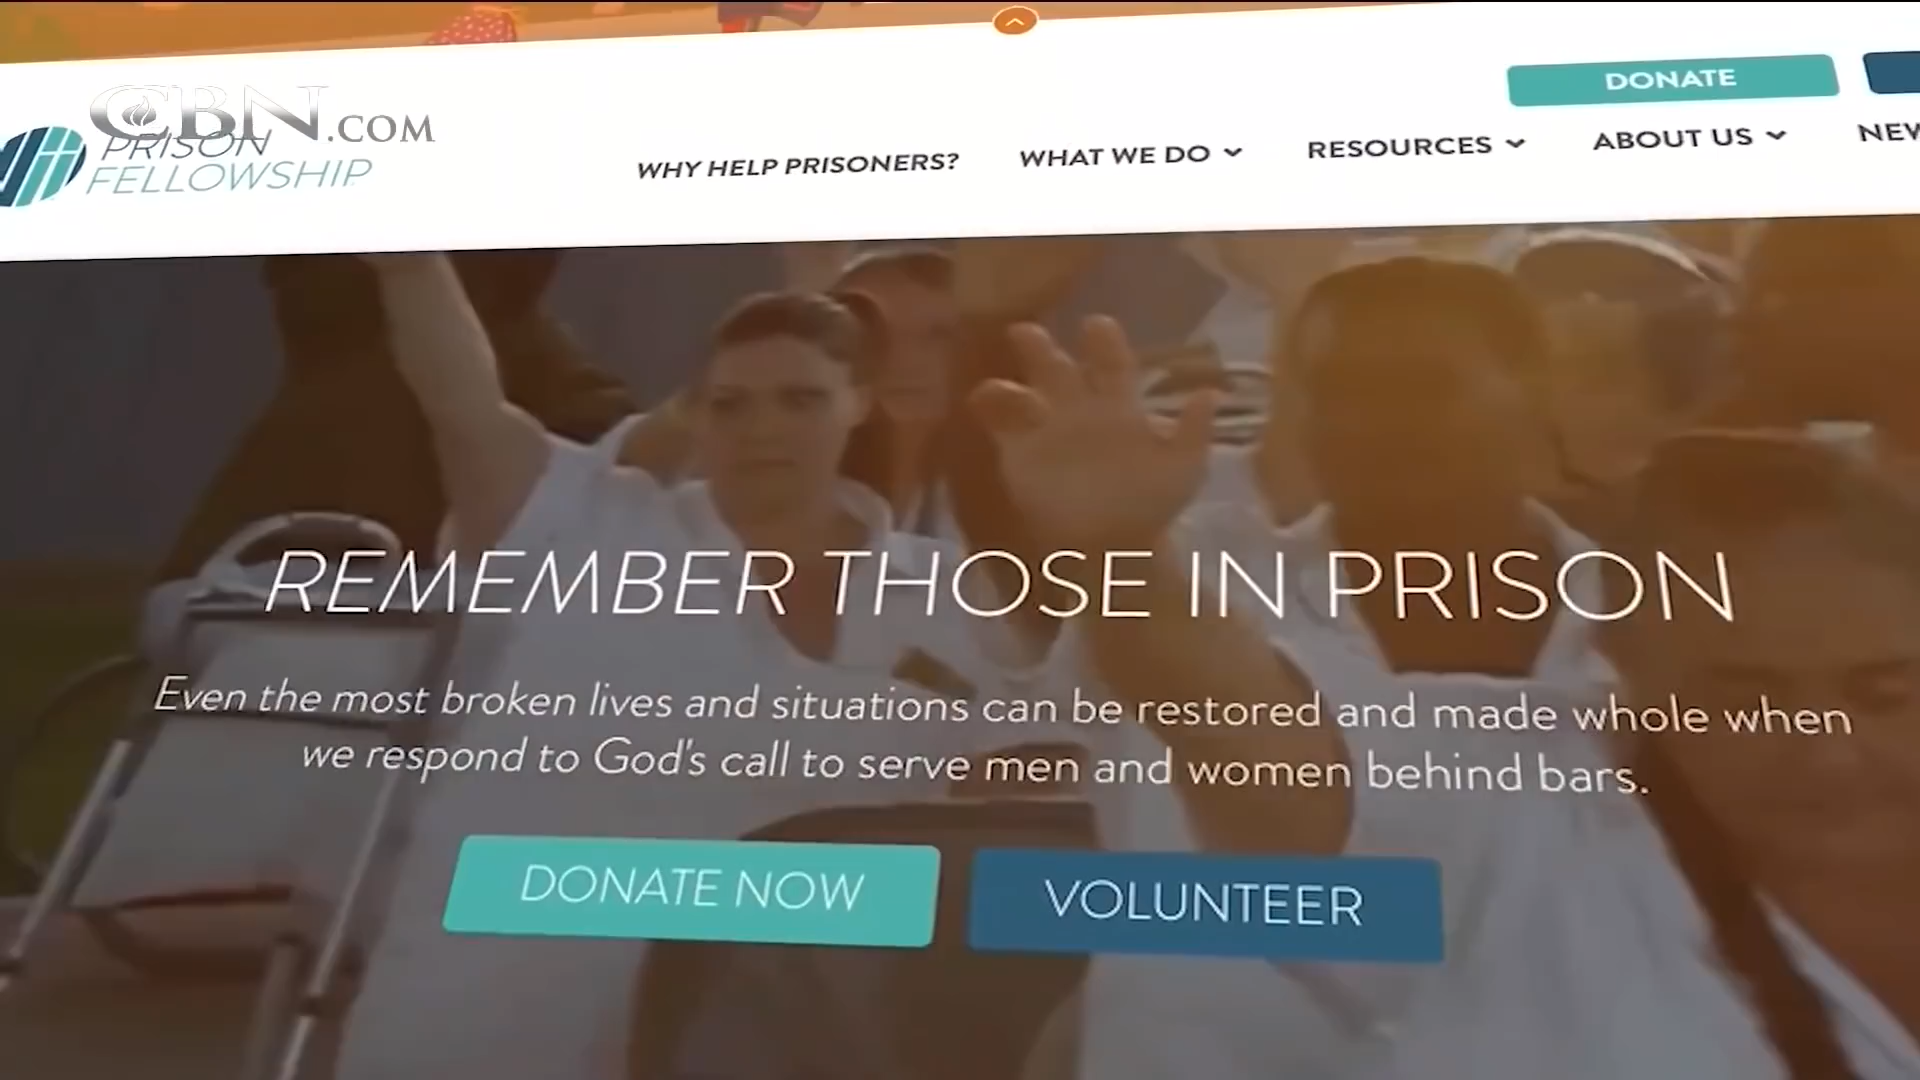 DONATE
CBN.COM
PRISON
FELLOWSHIP
WHY HELP PRISONERS?
WHAT WE DO
RESOURCES
ABOUT US
NEW
REMEMBER THOSE IN PRISON
Even the most broken lives and situations can be restored and made whole when
we respond to God's call to serve men and women behind bars.
DONATE NOW
VOLUNTEER